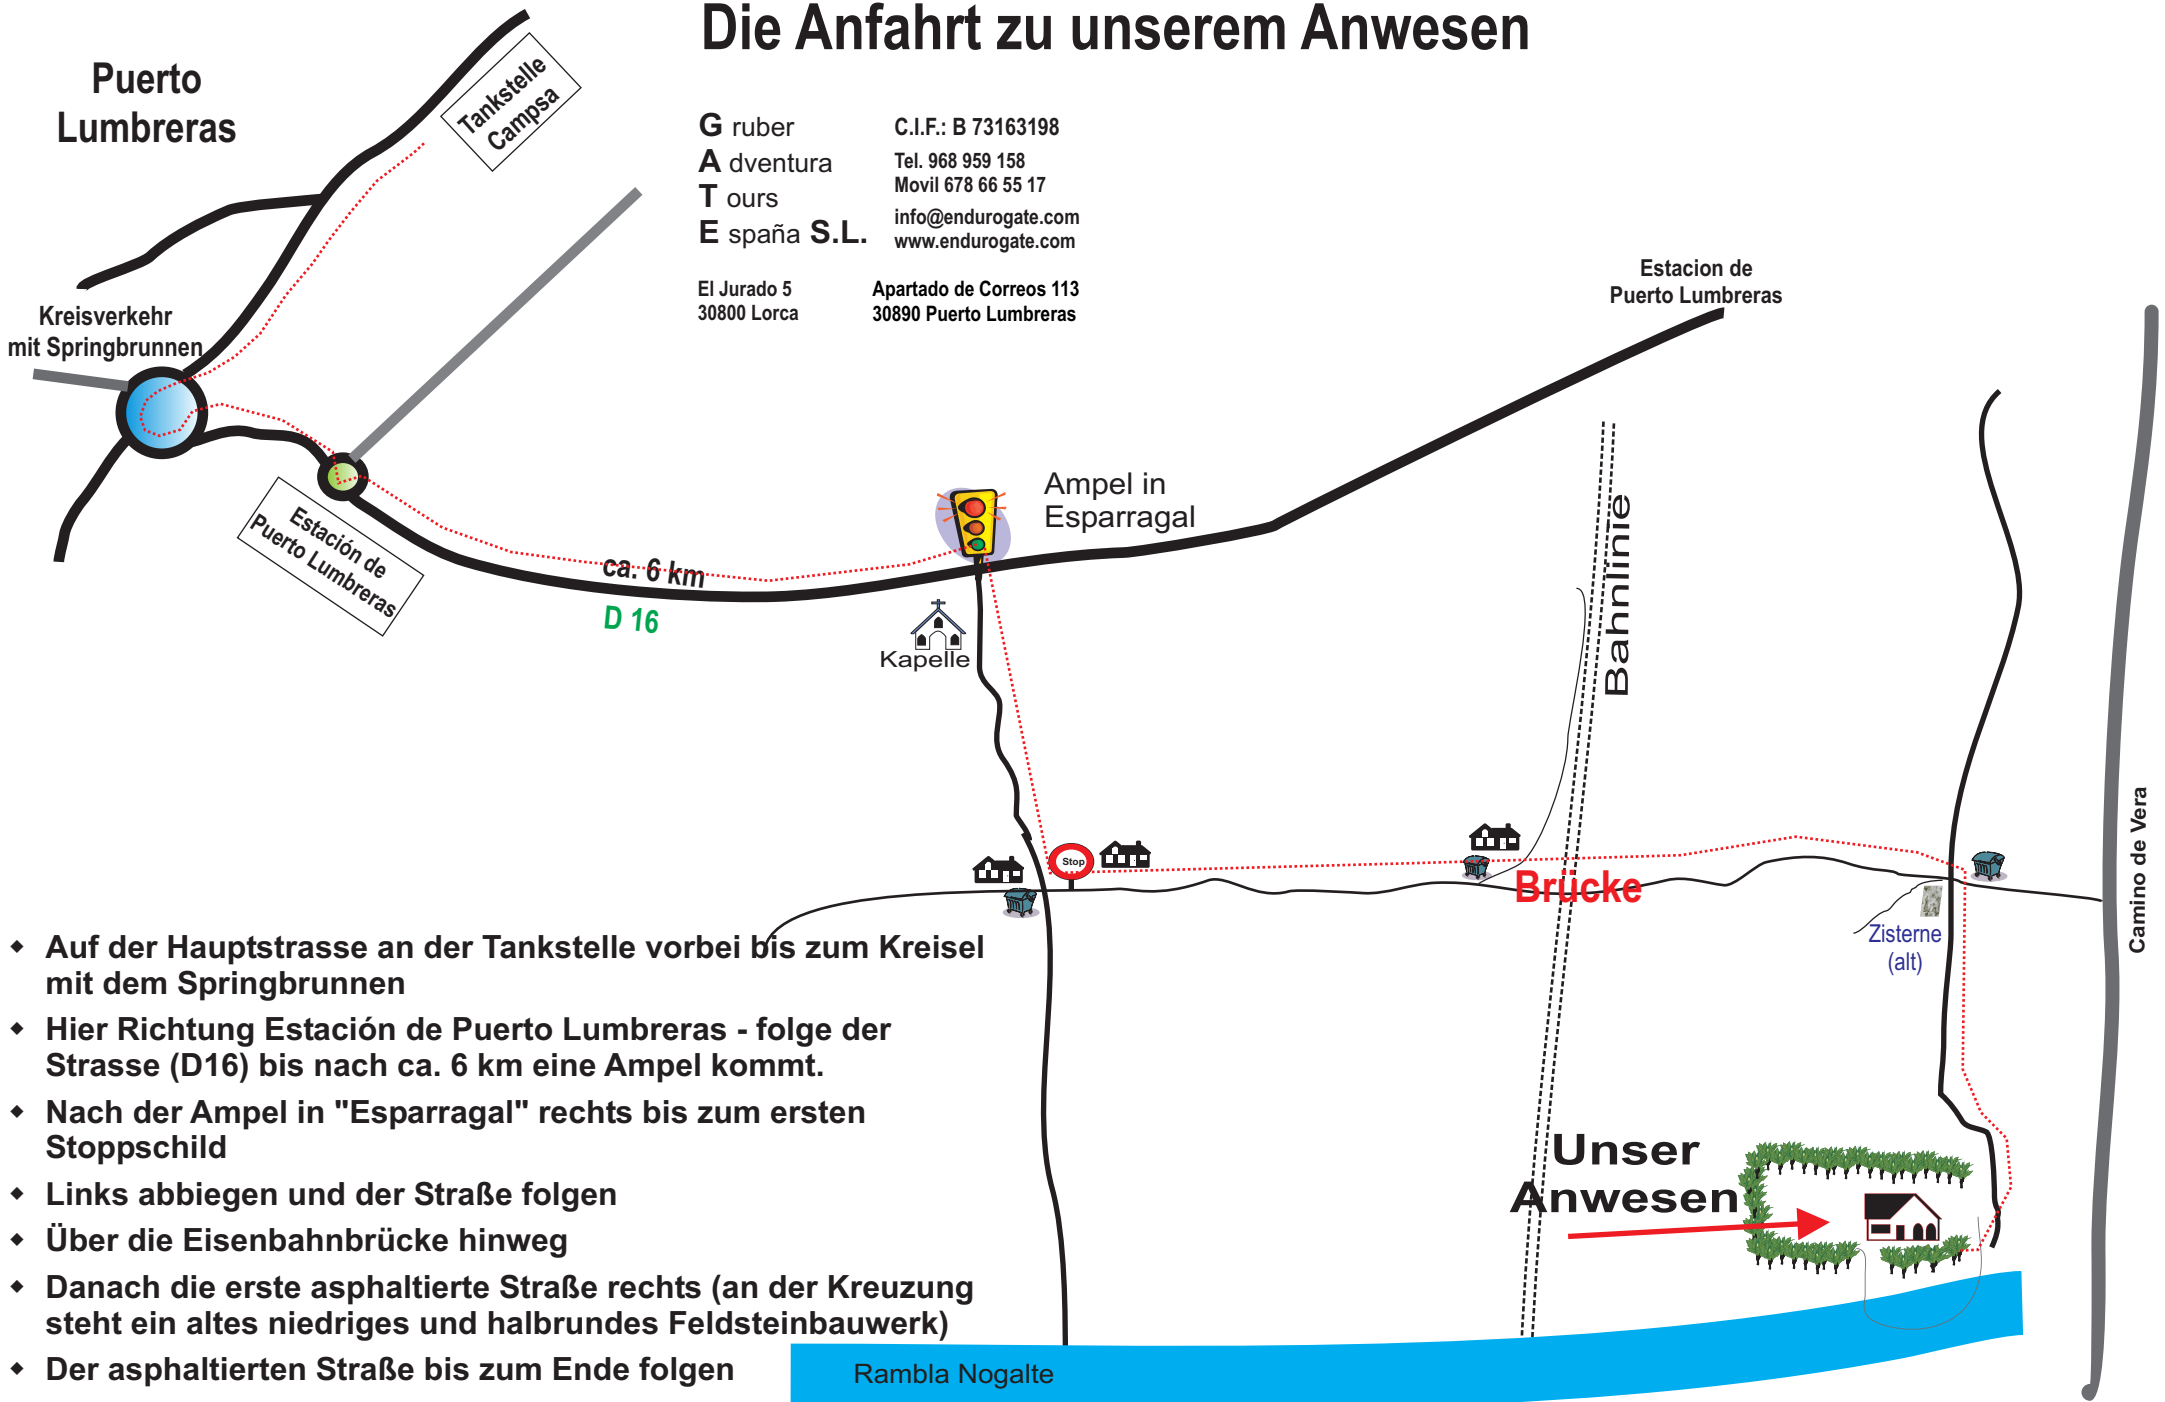 Die Anfahrt zu unserem Anwesen
Puerto
Lumbreras
Tankstelle
Campsa
G ruber
A dventura
T ours
E spaña S.L.
C.I.F.: B 73163198
Tel. 968 959 158
Movil 678 66 55 17
info@endurogate.com
www.endurogate.com
El Jurado 5
30800 Lorca
Apartado de Correos 113
30890 Puerto Lumbreras
Estacion de
Puerto Lumbreras
Kreisverkehr
mit Springbrunnen
Estación de
Puerto Lumbreras
ca. 6 km
D 16
Ampel in
Esparragal
Kapelle
Bahnlinie
Stop
Brücke
Zisterne
(alt)
Camino de Vera
Unser
Anwesen
Rambla Nogalte
◆ Auf der Hauptstrasse an der Tankstelle vorbei bis zum Kreisel
mit dem Springbrunnen
◆ Hier Richtung Estación de Puerto Lumbreras - folge der
Strasse (D16) bis nach ca. 6 km eine Ampel kommt.
◆ Nach der Ampel in "Esparragal" rechts bis zum ersten
Stoppschild
◆ Links abbiegen und der Straße folgen
◆ Über die Eisenbahnbrücke hinweg
◆ Danach die erste asphaltierte Straße rechts (an der Kreuzung
steht ein altes niedriges und halbrundes Feldsteinbauwerk)
◆ Der asphaltierten Straße bis zum Ende folgen